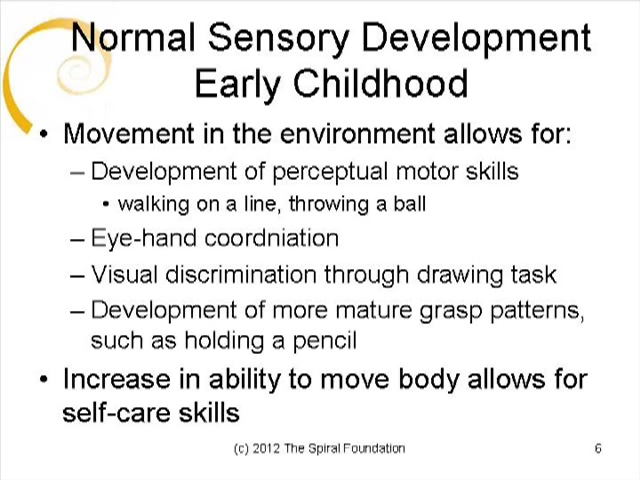 Normal Sensory Development
Early Childhood
• Movement in the environment allows for:
– Development of perceptual motor skills
• walking on a line, throwing a ball
– Eye-hand coordniation
– Visual discrimination through drawing task
– Development of more mature grasp patterns,
such as holding a pencil
• Increase in ability to move body allows for
self-care skills
(c) 2012 The Spiral Foundation
6